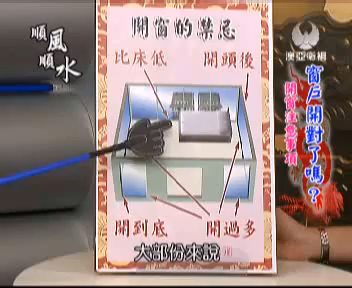 順風
順水
開窗的禁忌
比床低
開頭後
開到底
開過多
大部份來說
澳亞衛視
窗戶開對了嗎?
開窗注意事項